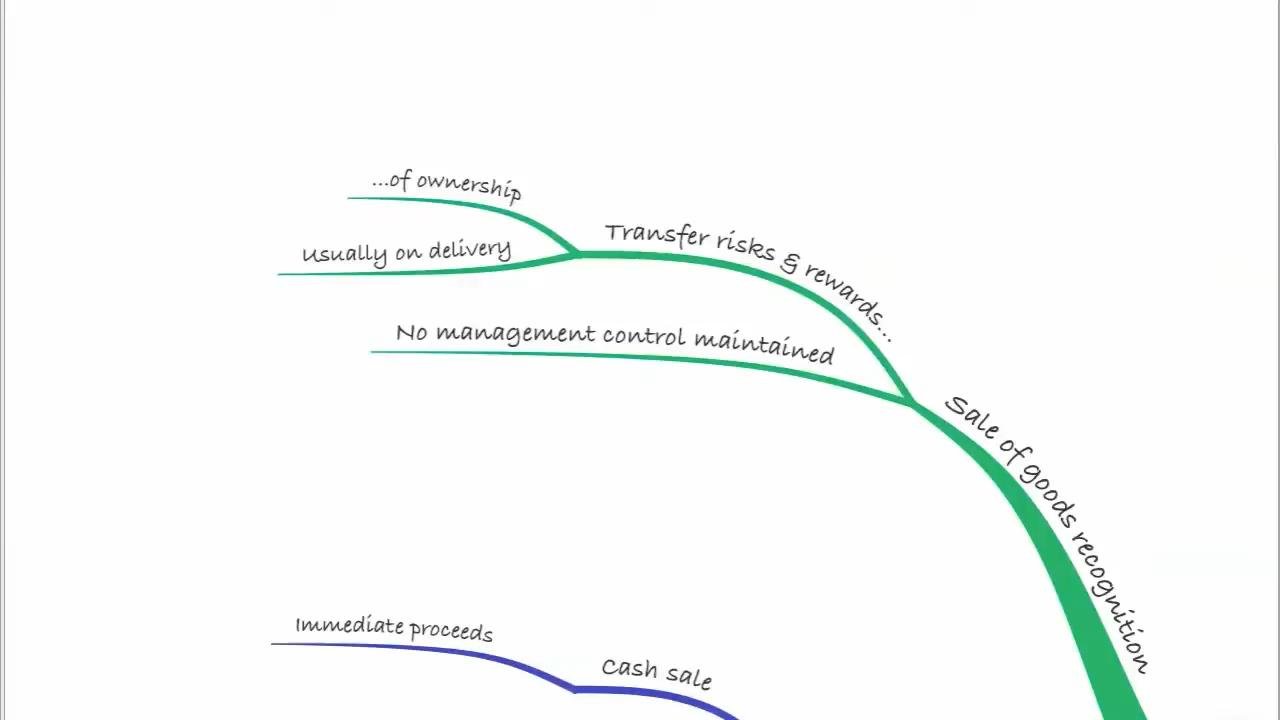 ...of ownership
Usually on delivery
Transfer risks & rewards...
No management control maintained
Sale of goods recognition
Immediate proceeds
Cash sale